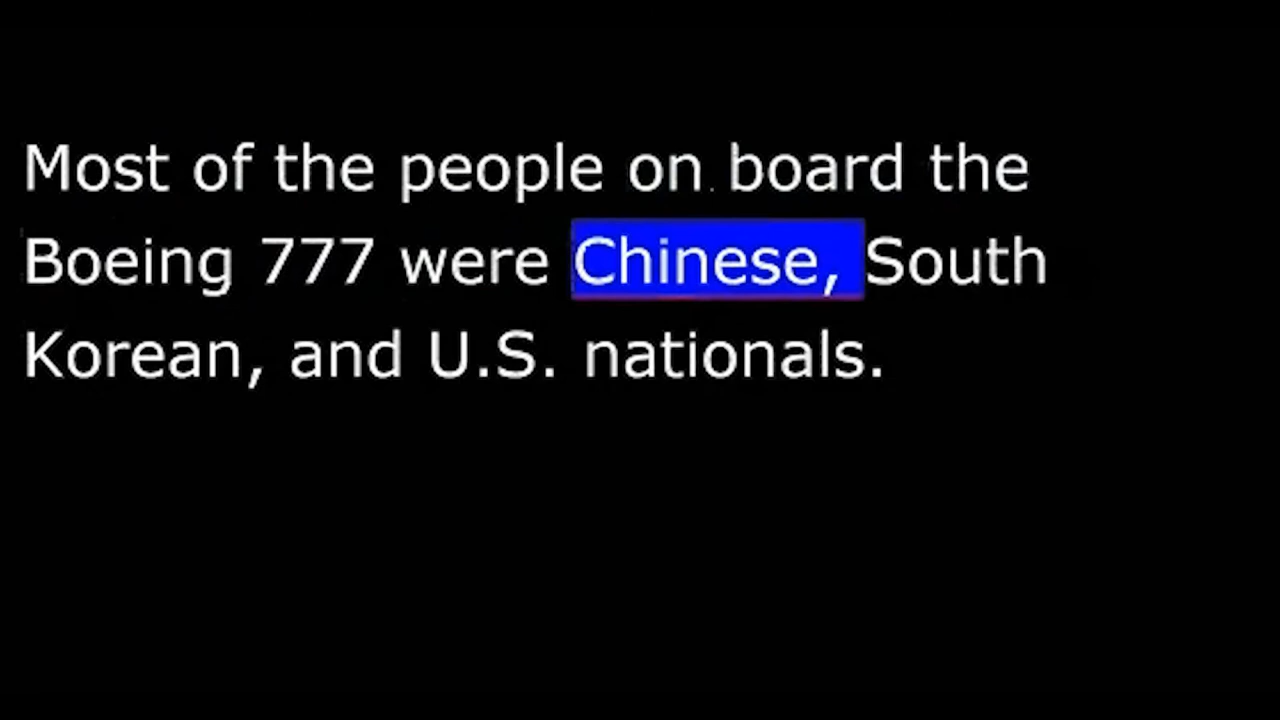 Most of the people on board the
Boeing 777 were Chinese, South
Korean, and U.S. nationals.